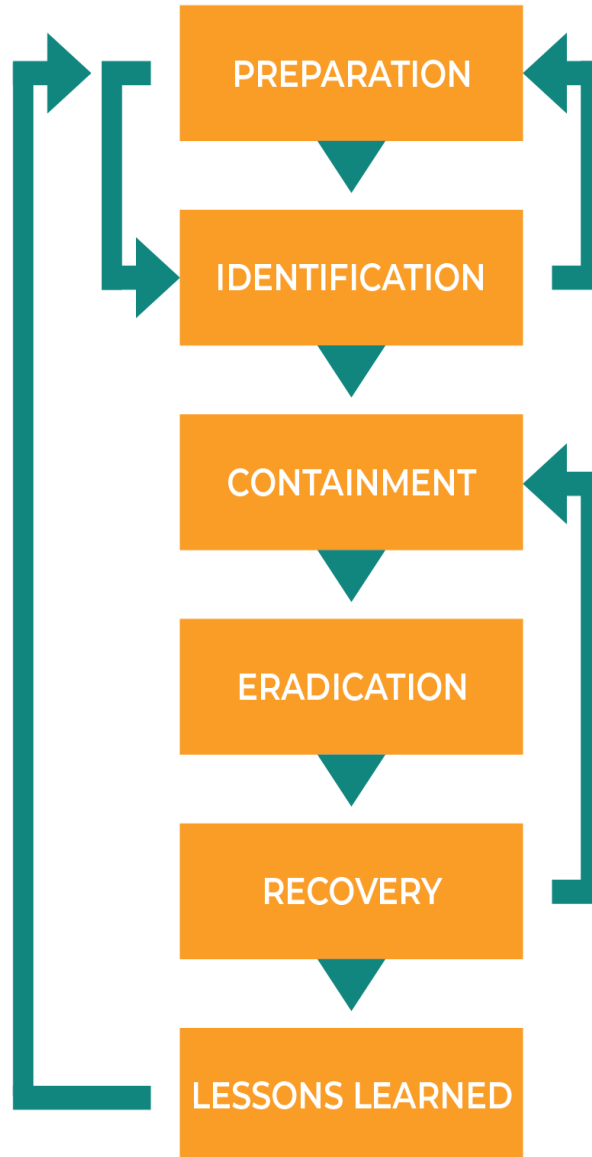 PREPARATION
IDENTIFICATION
CONTAINMENT
ERADICATION
RECOVERY
LESSONS LEARNED